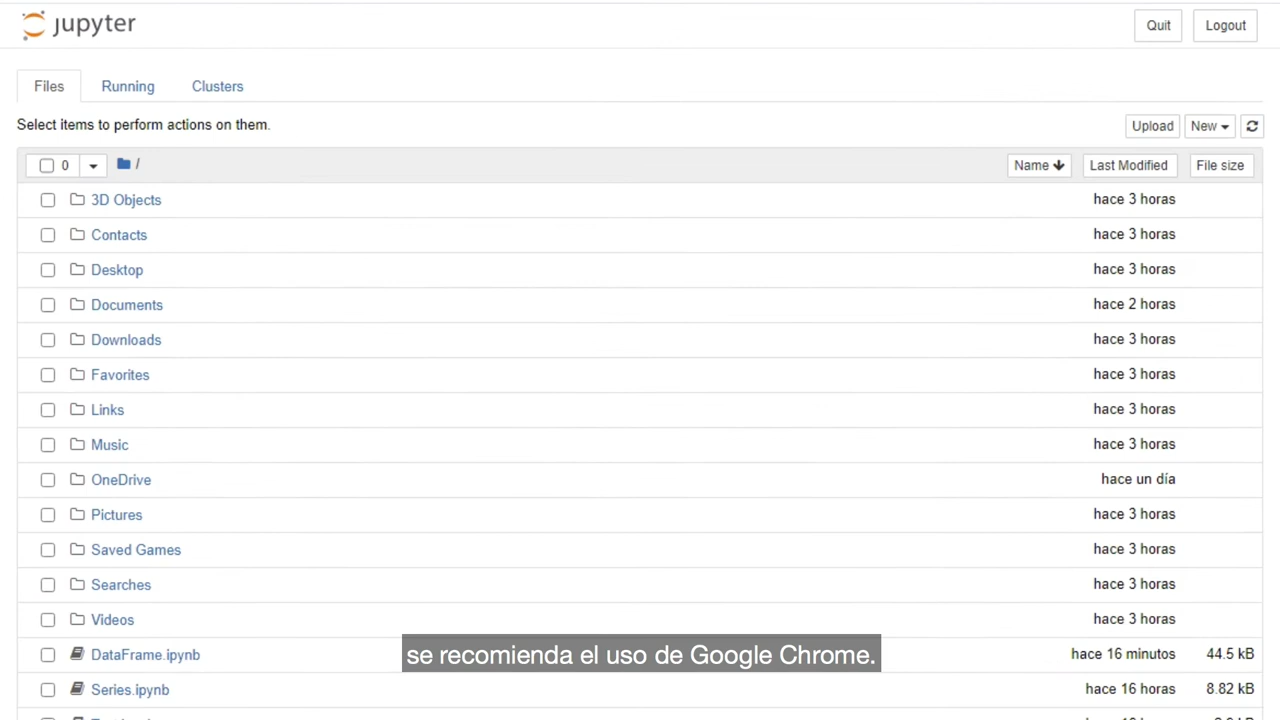 jupyter
Quit
Logout
Files
Running
Clusters
Select items to perform actions on them.
Upload
New
0
/
Name
Last Modified
File size
3D Objects
hace 3 horas
Contacts
hace 3 horas
Desktop
hace 3 horas
Documents
hace 2 horas
Downloads
hace 3 horas
Favorites
hace 3 horas
Links
hace 3 horas
Music
hace 3 horas
OneDrive
hace un día
Pictures
hace 3 horas
Saved Games
hace 3 horas
Searches
hace 3 horas
Videos
hace 3 horas
DataFrame.ipynb
hace 16 minutos
44.5 kB
se recomienda el uso de Google Chrome.
Series.ipynb
hace 16 horas
8.82 kB